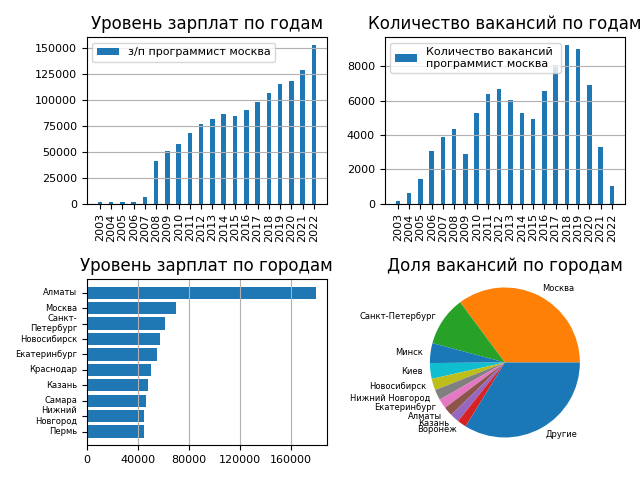 Уровень зарплат по годам
150000
125000
100000
75000
50000
25000
0
з/п программист москва
2003 2004 2005 2006 2007 2008 2009 2010 2011 2012 2013 2014 2015 2016 2017 2018 2019 2020 2021 2022
Количество вакансий по годам
8000
6000
4000
2000
0
Количество вакансий
программист москва
2003 2004 2005 2006 2007 2008 2009 2010 2011 2012 2013 2014 2015 2016 2017 2018 2019 2020 2021 2022
Уровень зарплат по городам
Алматы
Москва
Санкт-
Петербург
Новосибирск
Екатеринбург
Краснодар
Казань
Самара
Нижний
Новгород
Пермь
0 40000 80000 120000 160000
Доля вакансий по городам
Москва
Санкт-Петербург
Минск
Киев
Новосибирск
Нижний Новгород
Екатеринбург
Алматы
Казань
Воронеж
Другие